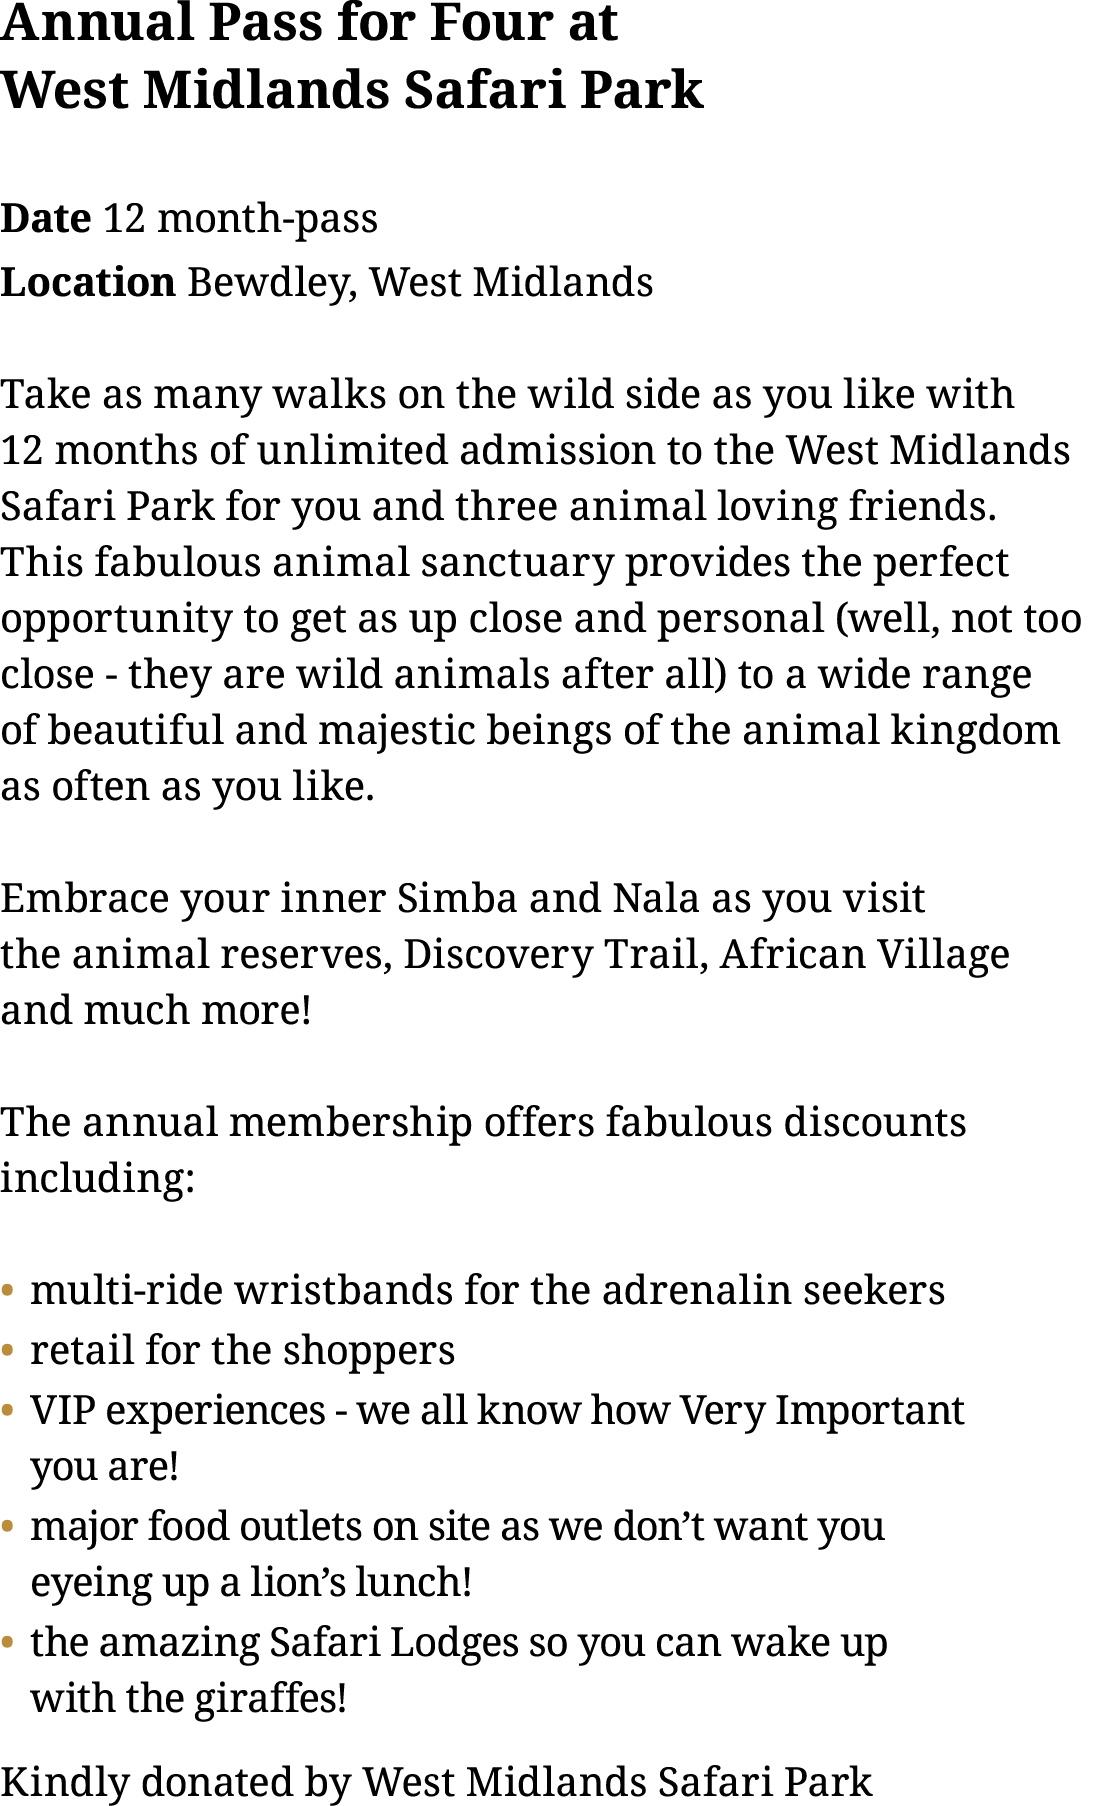 Annual Pass for Four at
West Midlands Safari Park
Date 12 month-pass
Location Bewdley, West Midlands
Take as many walks on the wild side as you like with
12 months of unlimited admission to the West Midlands
Safari Park for you and three animal loving friends.
This fabulous animal sanctuary provides the perfect
opportunity to get as up close and personal (well, not too
close - they are wild animals after all) to a wide range
of beautiful and majestic beings of the animal kingdom
as often as you like.
Embrace your inner Simba and Nala as you visit
the animal reserves, Discovery Trail, African Village
and much more!
The annual membership offers fabulous discounts
including:
• multi-ride wristbands for the adrenalin seekers
• retail for the shoppers
• VIP experiences - we all know how Very Important
you are!
• major food outlets on site as we don’t want you
eyeing up a lion’s lunch!
• the amazing Safari Lodges so you can wake up
with the giraffes!
Kindly donated by West Midlands Safari Park